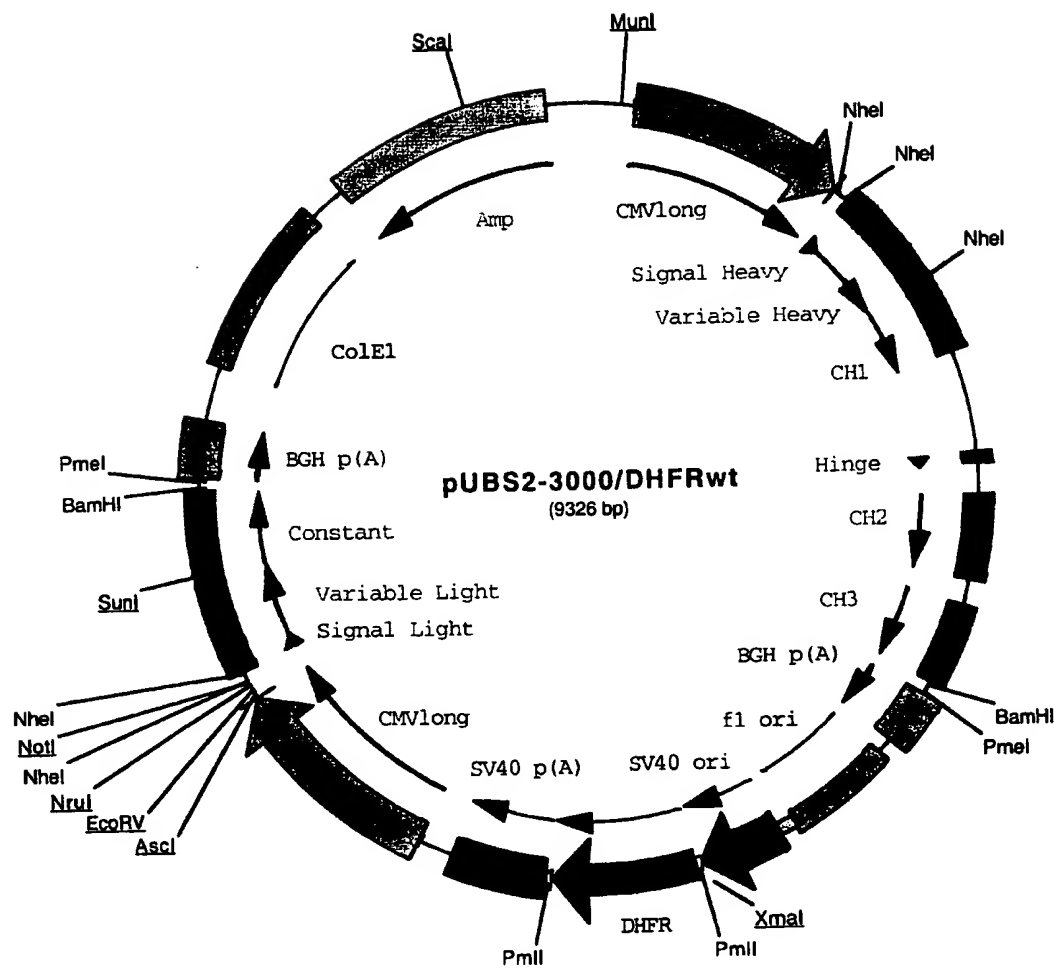 MunI
ScaI
NheI
NheI
NheI
CMVlong
Amp
Signal Heavy
Variable Heavy
CH1
ColE1
Hinge
BGH p(A)
pUBS2-3000/DHFRwt
(9326 bp)
PmeI
BamHI
CH2
Constant
SunI
Variable Light
CH3
Signal Light
BGH p(A)
BamHI
PmeI
f1 ori
CMVlong
SV40 ori
SV40 p(A)
NheI
NotI
NheI
NruI
EcoRV
AscI
XmaI
DHFR
PmlI
PmlI